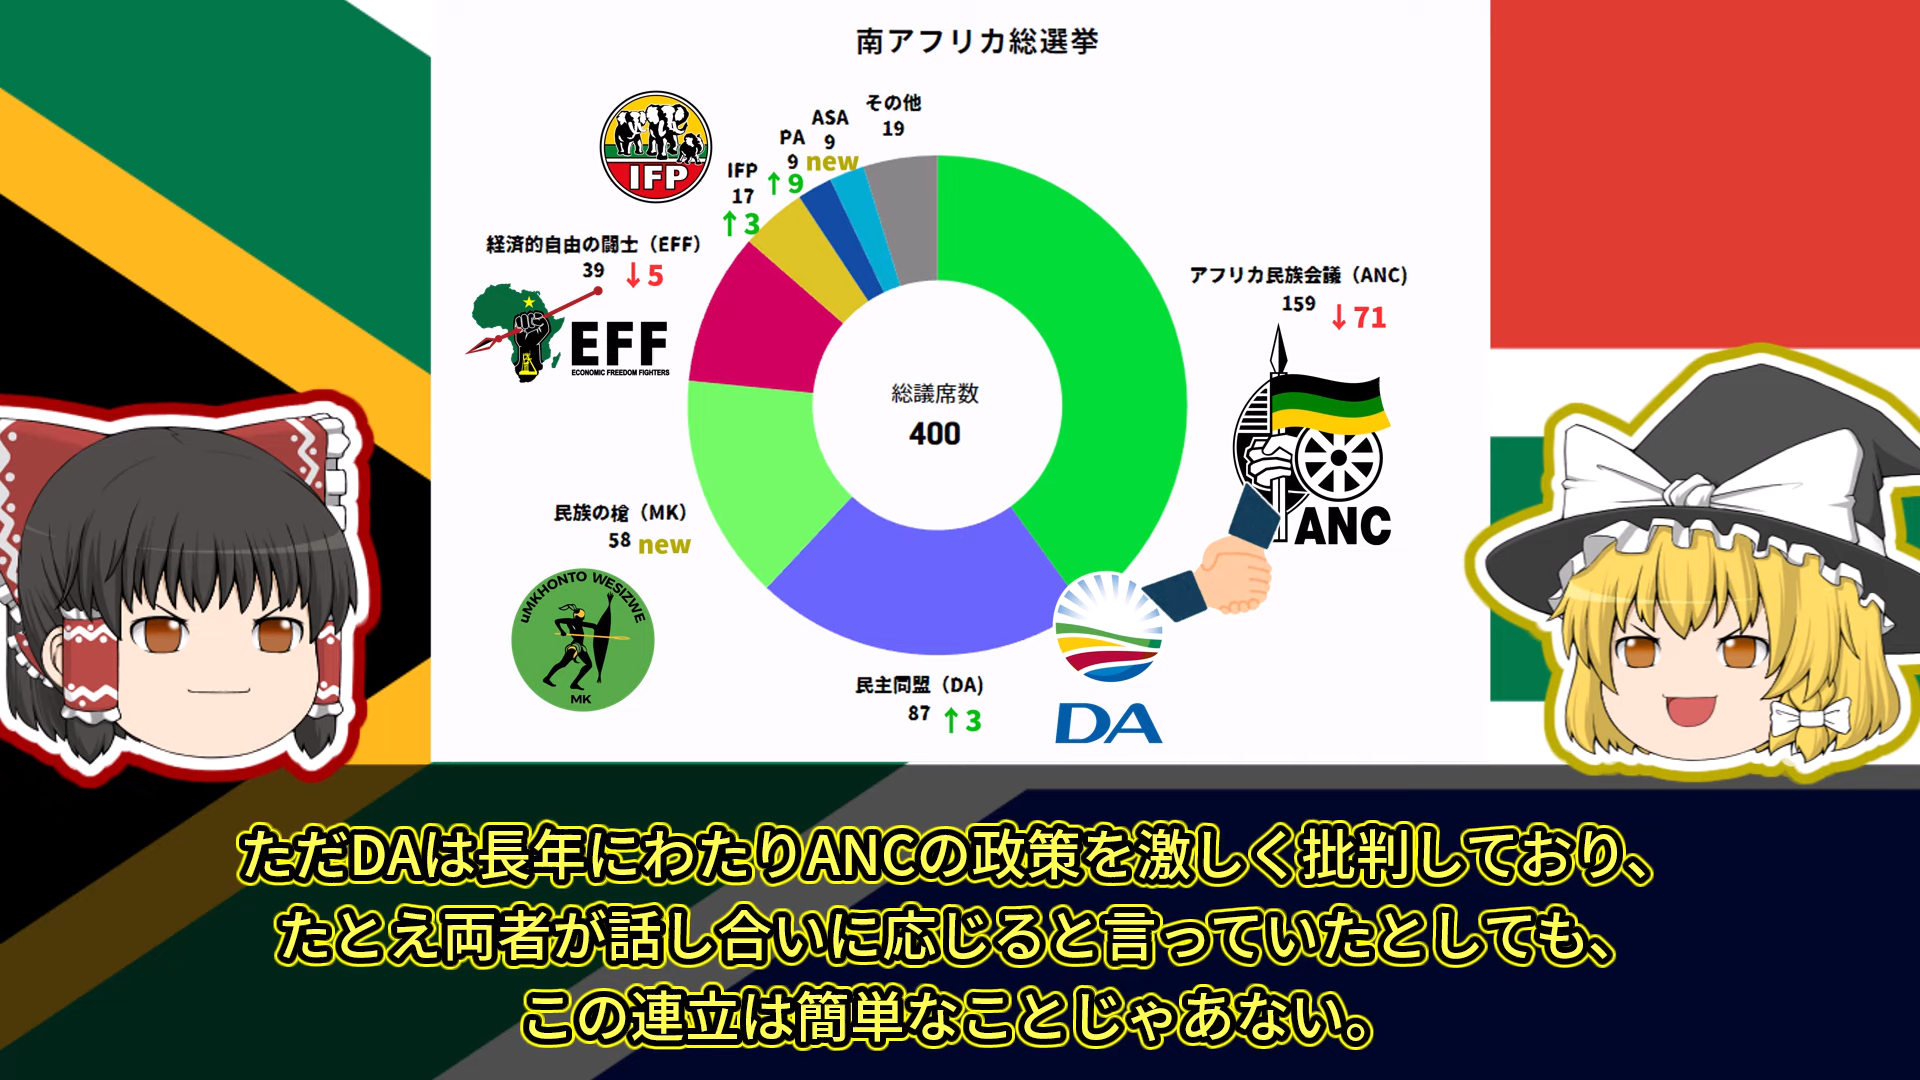 南アフリカ総選挙
その他
19
ASA
9
new
PA
9
↑9
IFP
17
↑3
IFP
経済的自由の闘士（EFF）
39
↓5
EFF
ECONOMIC FREEDOM FIGHTERS
アフリカ民族会議（ANC）
159
↓71
ANC
総議席数
400
民族の槍（MK）
58
new
uMKHONTO WESIZWE
MK
民主同盟（DA）
87
↑3
DA
ただDAは長年にわたりANCの政策を激しく批判しており、
たとえ両者が話し合いに応じると言っていたとしても、
この連立は簡単なことじゃあない。